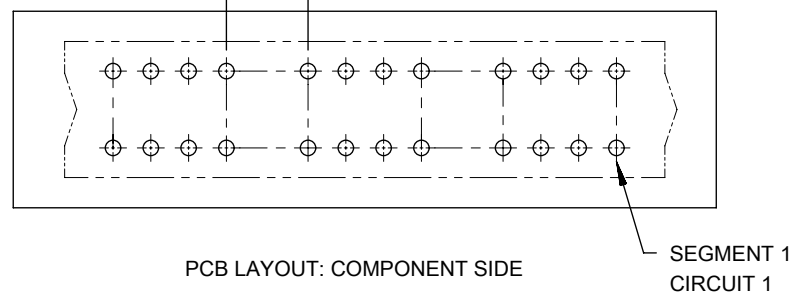 PCB LAYOUT: COMPONENT SIDE
SEGMENT 1
CIRCUIT 1